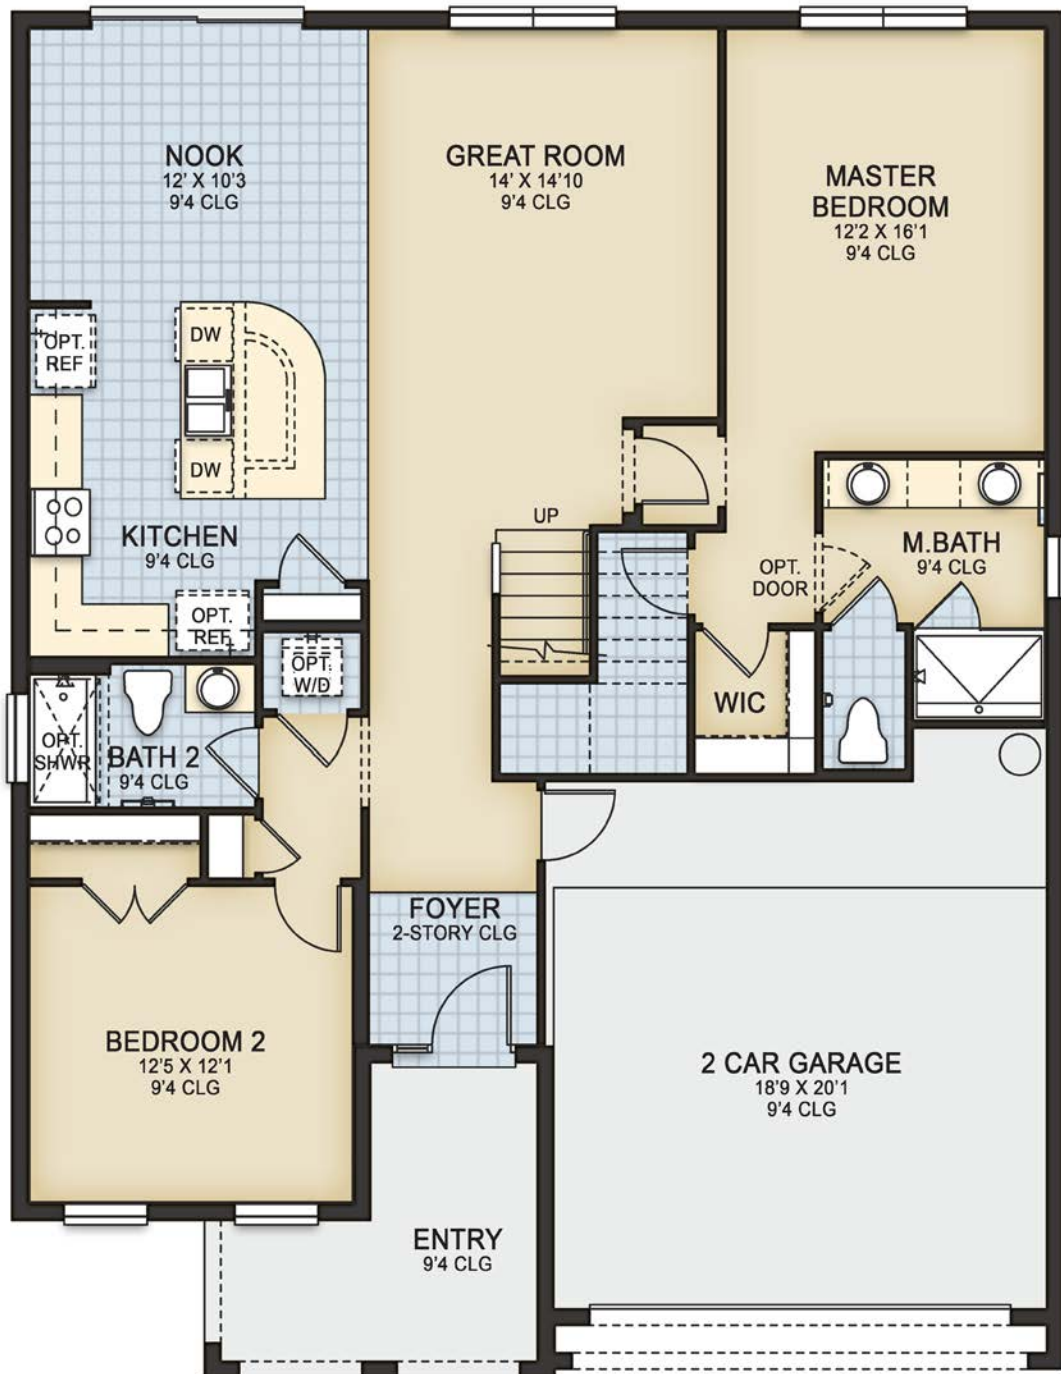 NOOK
12' X 10'3
9'4 CLG
GREAT ROOM
14' X 14'10
9'4 CLG
MASTER
BEDROOM
12'2 X 16'1
9'4 CLG
OPT.
REF
DW
DW
KITCHEN
9'4 CLG
OPT.
REF
UP
OPT.
DOOR
M.BATH
9'4 CLG
OPT.
W/D
WIC
OPT.
SHWR
BATH 2
9'4 CLG
FOYER
2-STORY CLG
BEDROOM 2
12'5 X 12'1
9'4 CLG
2 CAR GARAGE
18'9 X 20'1
9'4 CLG
ENTRY
9'4 CLG